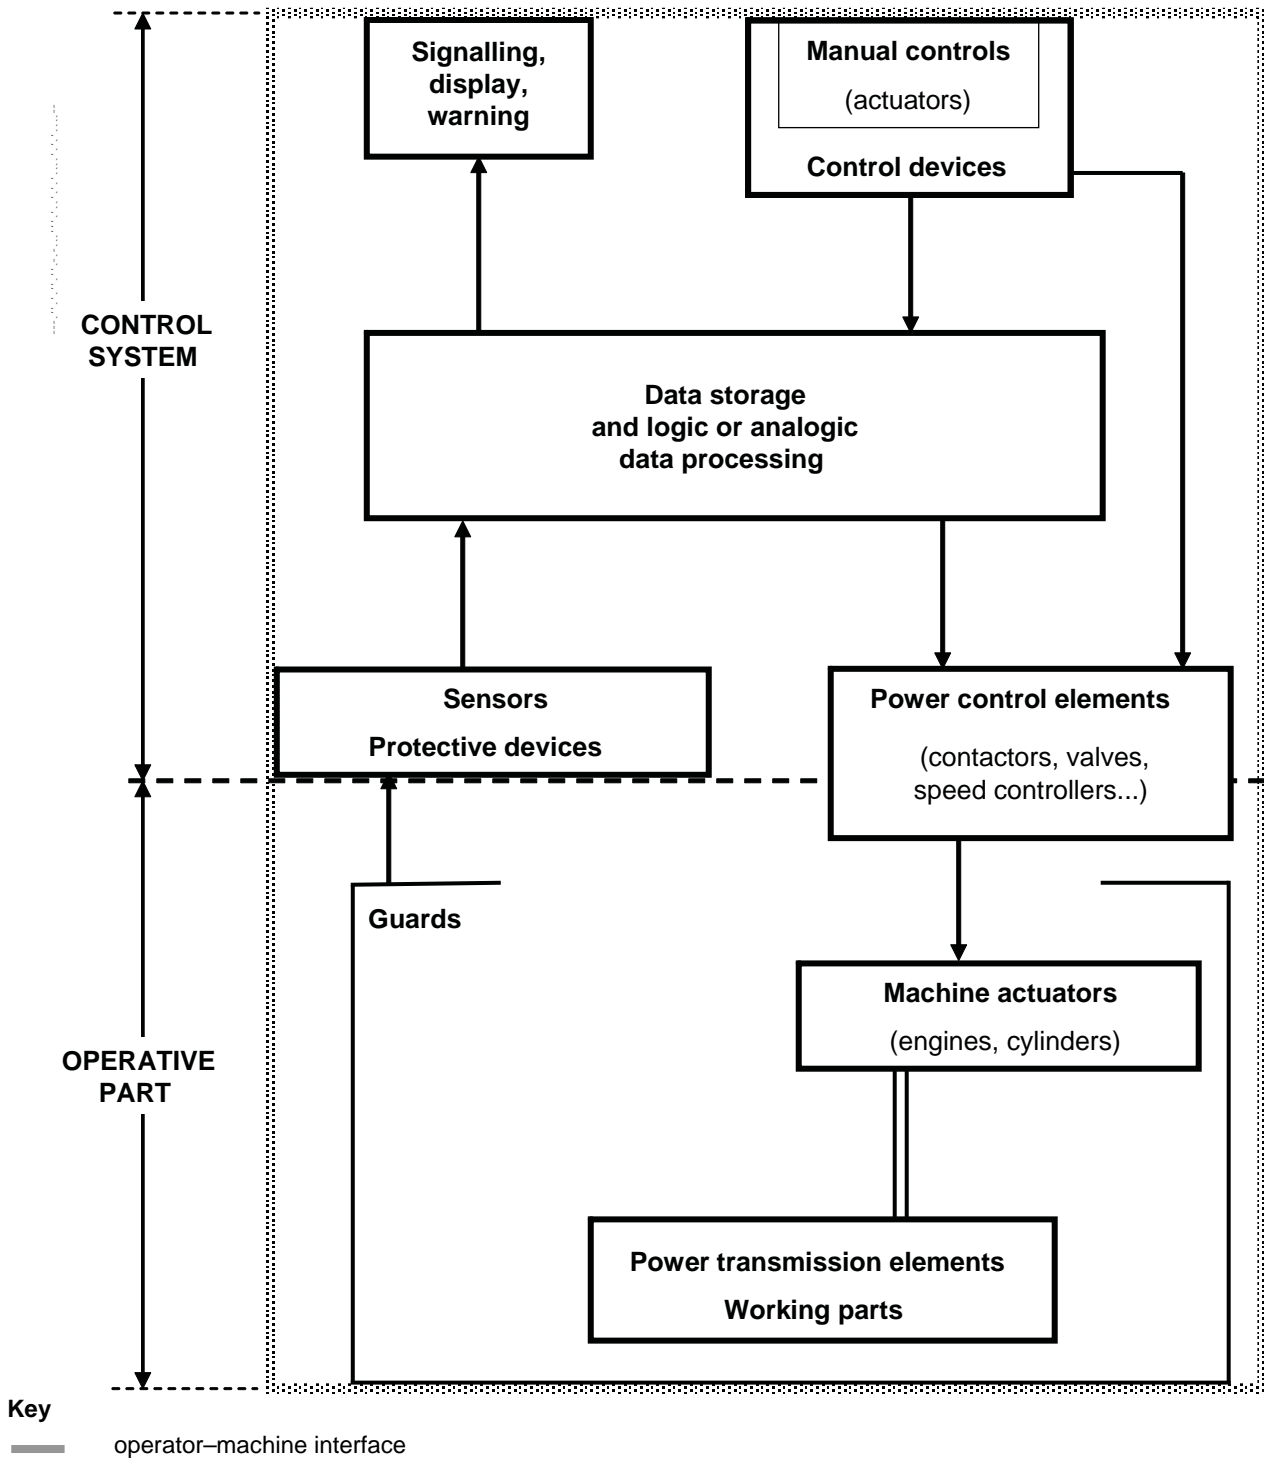 Signalling,
display,
warning
Manual controls
(actuators)
Control devices
CONTROL
SYSTEM
Data storage
and logic or analogic
data processing
Sensors
Protective devices
Power control elements
(contactors, valves,
speed controllers...)
Guards
Machine actuators
(engines, cylinders)
OPERATIVE
PART
Power transmission elements
Working parts
Key
operator–machine interface